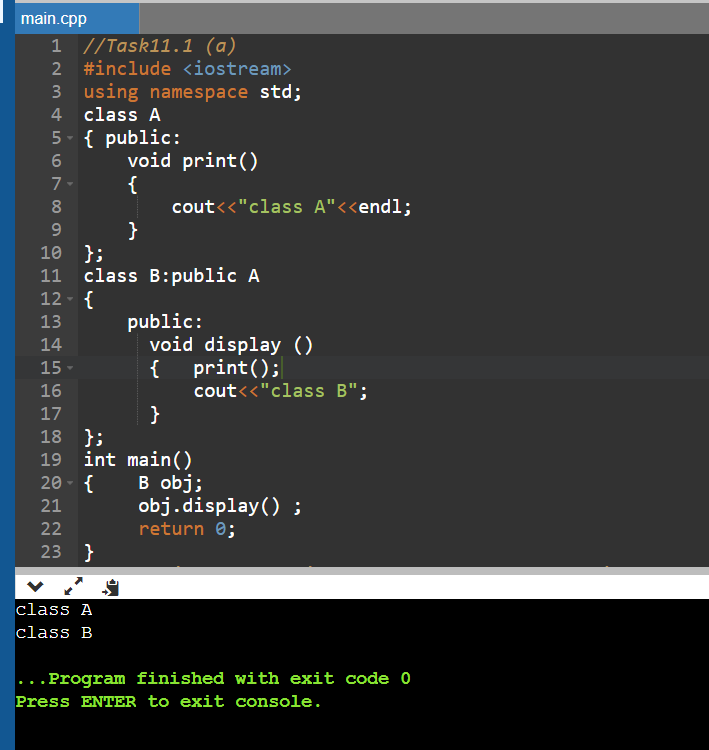 main.cpp
1 //Task11.1 (a)
2 #include <iostream>
3 using namespace std;
4 class A
5 { public:
6     void print()
7     {
8         cout<<"class A"<<endl;
9     }
10 };
11 class B:public A
12 {
13     public:
14       void display ()
15       {   print();
16           cout<<"class B";
17       }
18 };
19 int main()
20 {    B obj;
21      obj.display() ;
22      return 0;
23 }
class A
class B
...Program finished with exit code 0
Press ENTER to exit console.